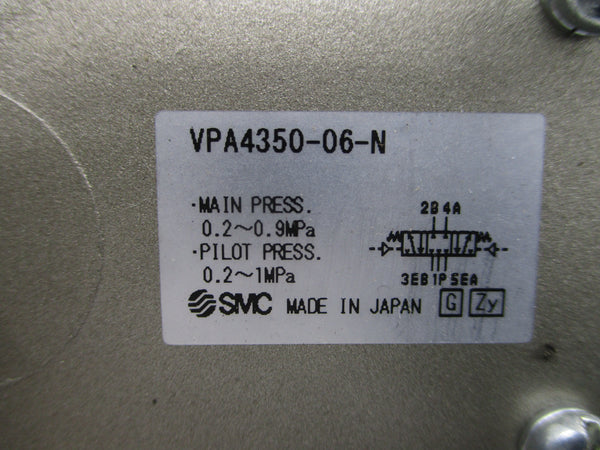 VPA4350-06-N
·MAIN PRESS.
0.2～0.9MPa
·PILOT PRESS.
0.2～1MPa
2B 4A
3EB 1P 5EA
SMC MADE IN JAPAN G Zy